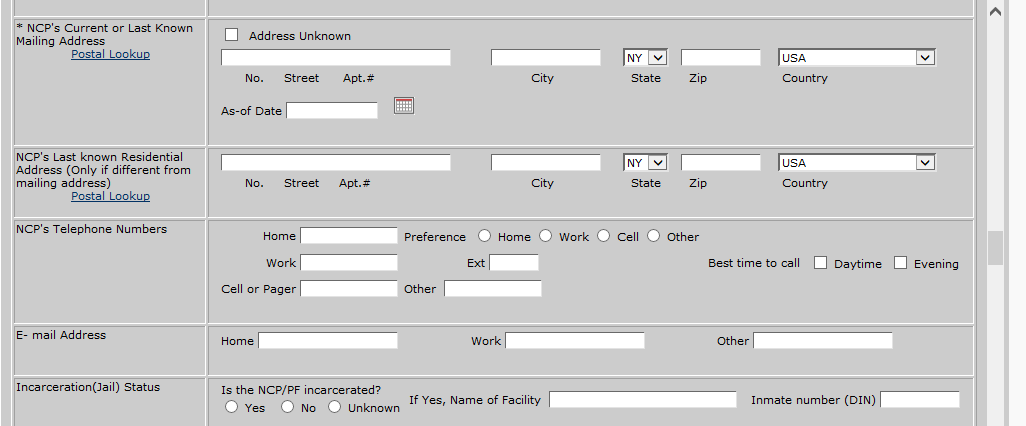 * NCP's Current or Last Known
Mailing Address
Postal Lookup
Address Unknown
NY USA
No. Street Apt.# City State Zip Country
As-of Date
NCP's Last known Residential
Address (Only if different from
mailing address)
Postal Lookup
NY USA
No. Street Apt.# City State Zip Country
NCP's Telephone Numbers
Home Preference Home Work Cell Other
Work Ext Best time to call Daytime Evening
Cell or Pager Other
E- mail Address
Home Work Other
Incarceration(Jail) Status
Is the NCP/PF incarcerated?
Yes No Unknown If Yes, Name of Facility Inmate number (DIN)